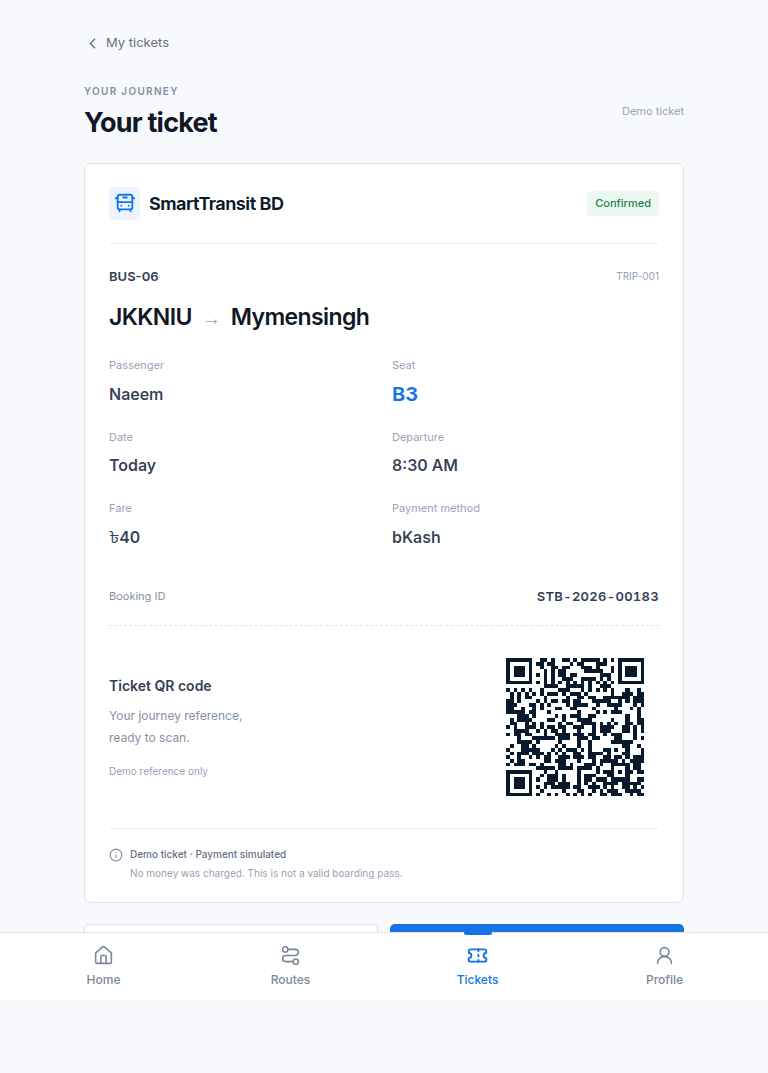 My tickets
YOUR JOURNEY
Your ticket
Demo ticket
SmartTransit BD
Confirmed
BUS-06
TRIP-001
JKKNIU → Mymensingh
Passenger
Seat
Naeem
B3
Date
Departure
Today
8:30 AM
Fare
Payment method
৳40
bKash
Booking ID
STB-2026-00183
Ticket QR code
Your journey reference,
ready to scan.
Demo reference only
Demo ticket · Payment simulated
No money was charged. This is not a valid boarding pass.
Home
Routes
Tickets
Profile